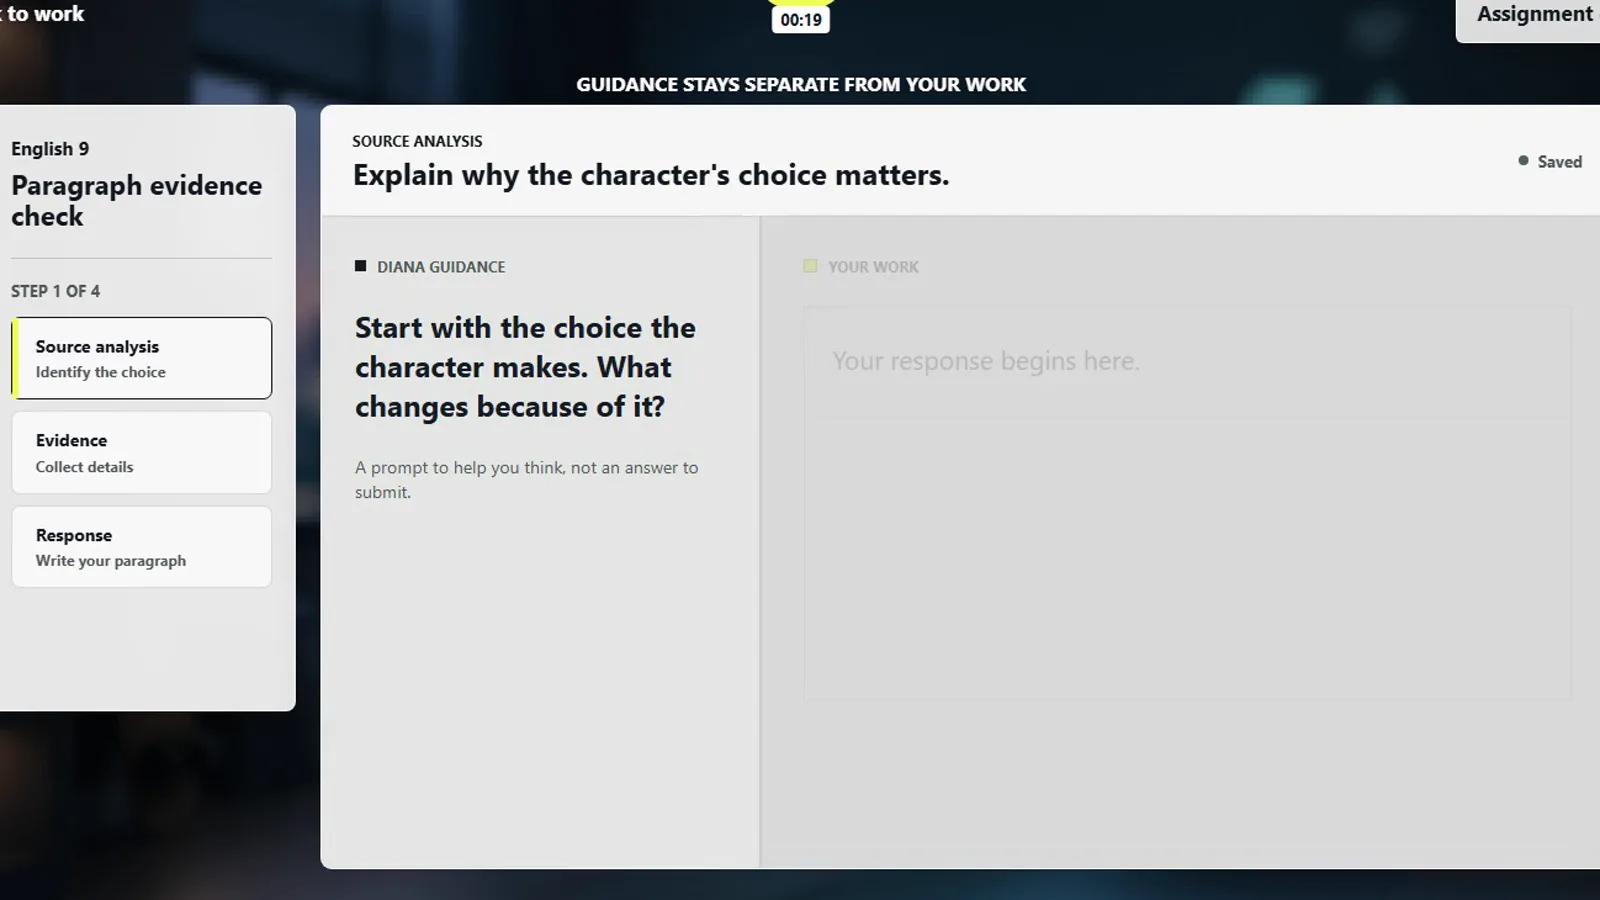 to work
00:19
Assignment
GUIDANCE STAYS SEPARATE FROM YOUR WORK
English 9
Paragraph evidence
check
STEP 1 OF 4
Source analysis
Identify the choice
Evidence
Collect details
Response
Write your paragraph
SOURCE ANALYSIS
Explain why the character's choice matters.
Saved
DIANA GUIDANCE
Start with the choice the
character makes. What
changes because of it?
A prompt to help you think, not an answer to
submit.
YOUR WORK
Your response begins here.